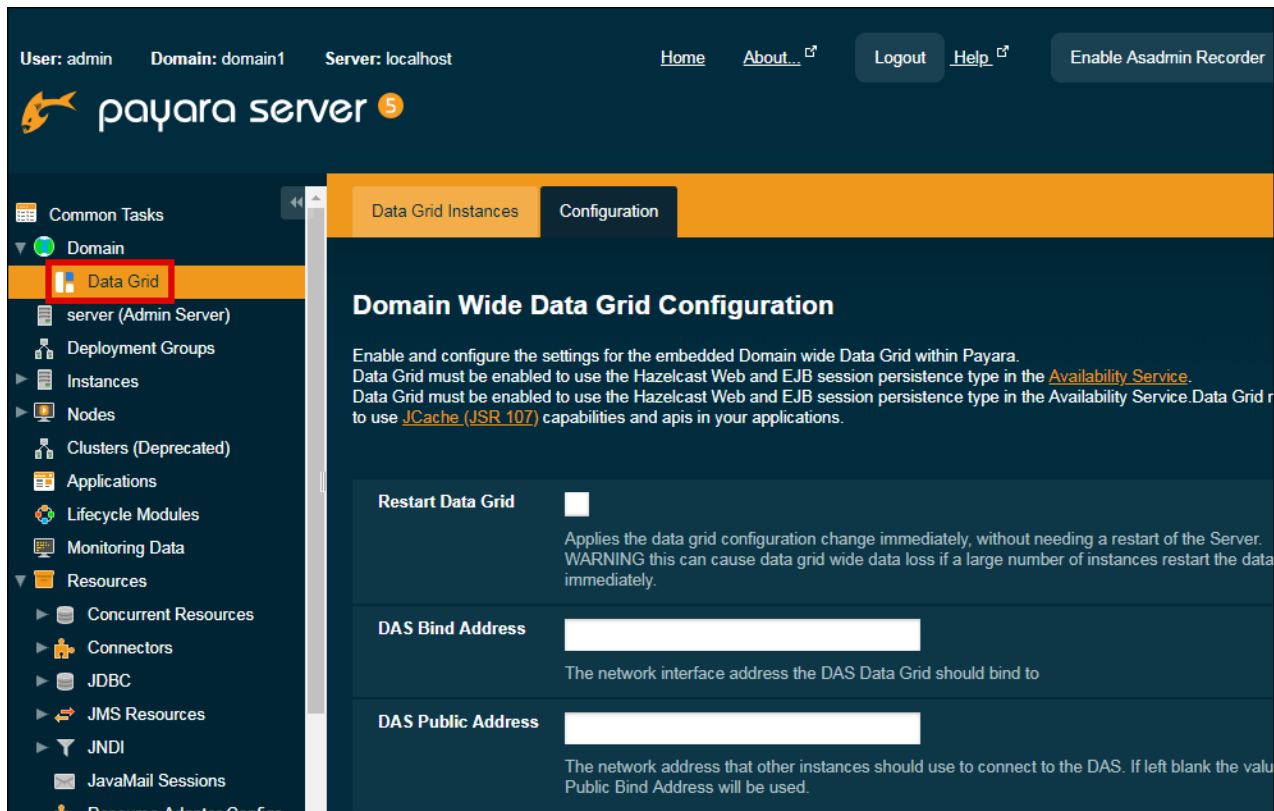 User: admin Domain: domain1 Server: localhost Home About... Logout Help Enable Asadmin Recorder
payara server 5
Common Tasks
Domain
Data Grid
server (Admin Server)
Deployment Groups
Instances
Nodes
Clusters (Deprecated)
Applications
Lifecycle Modules
Monitoring Data
Resources
Concurrent Resources
Connectors
JDBC
JMS Resources
JNDI
JavaMail Sessions
Data Grid Instances Configuration
Domain Wide Data Grid Configuration
Enable and configure the settings for the embedded Domain wide Data Grid within Payara.
Data Grid must be enabled to use the Hazelcast Web and EJB session persistence type in the Availability Service.
Data Grid must be enabled to use the Hazelcast Web and EJB session persistence type in the Availability Service.Data Grid
to use JCache (JSR 107) capabilities and apis in your applications.
Restart Data Grid
Applies the data grid configuration change immediately, without needing a restart of the Server.
WARNING this can cause data grid wide data loss if a large number of instances restart the data
immediately.
DAS Bind Address
The network interface address the DAS Data Grid should bind to
DAS Public Address
The network address that other instances should use to connect to the DAS. If left blank the valu
Public Bind Address will be used.